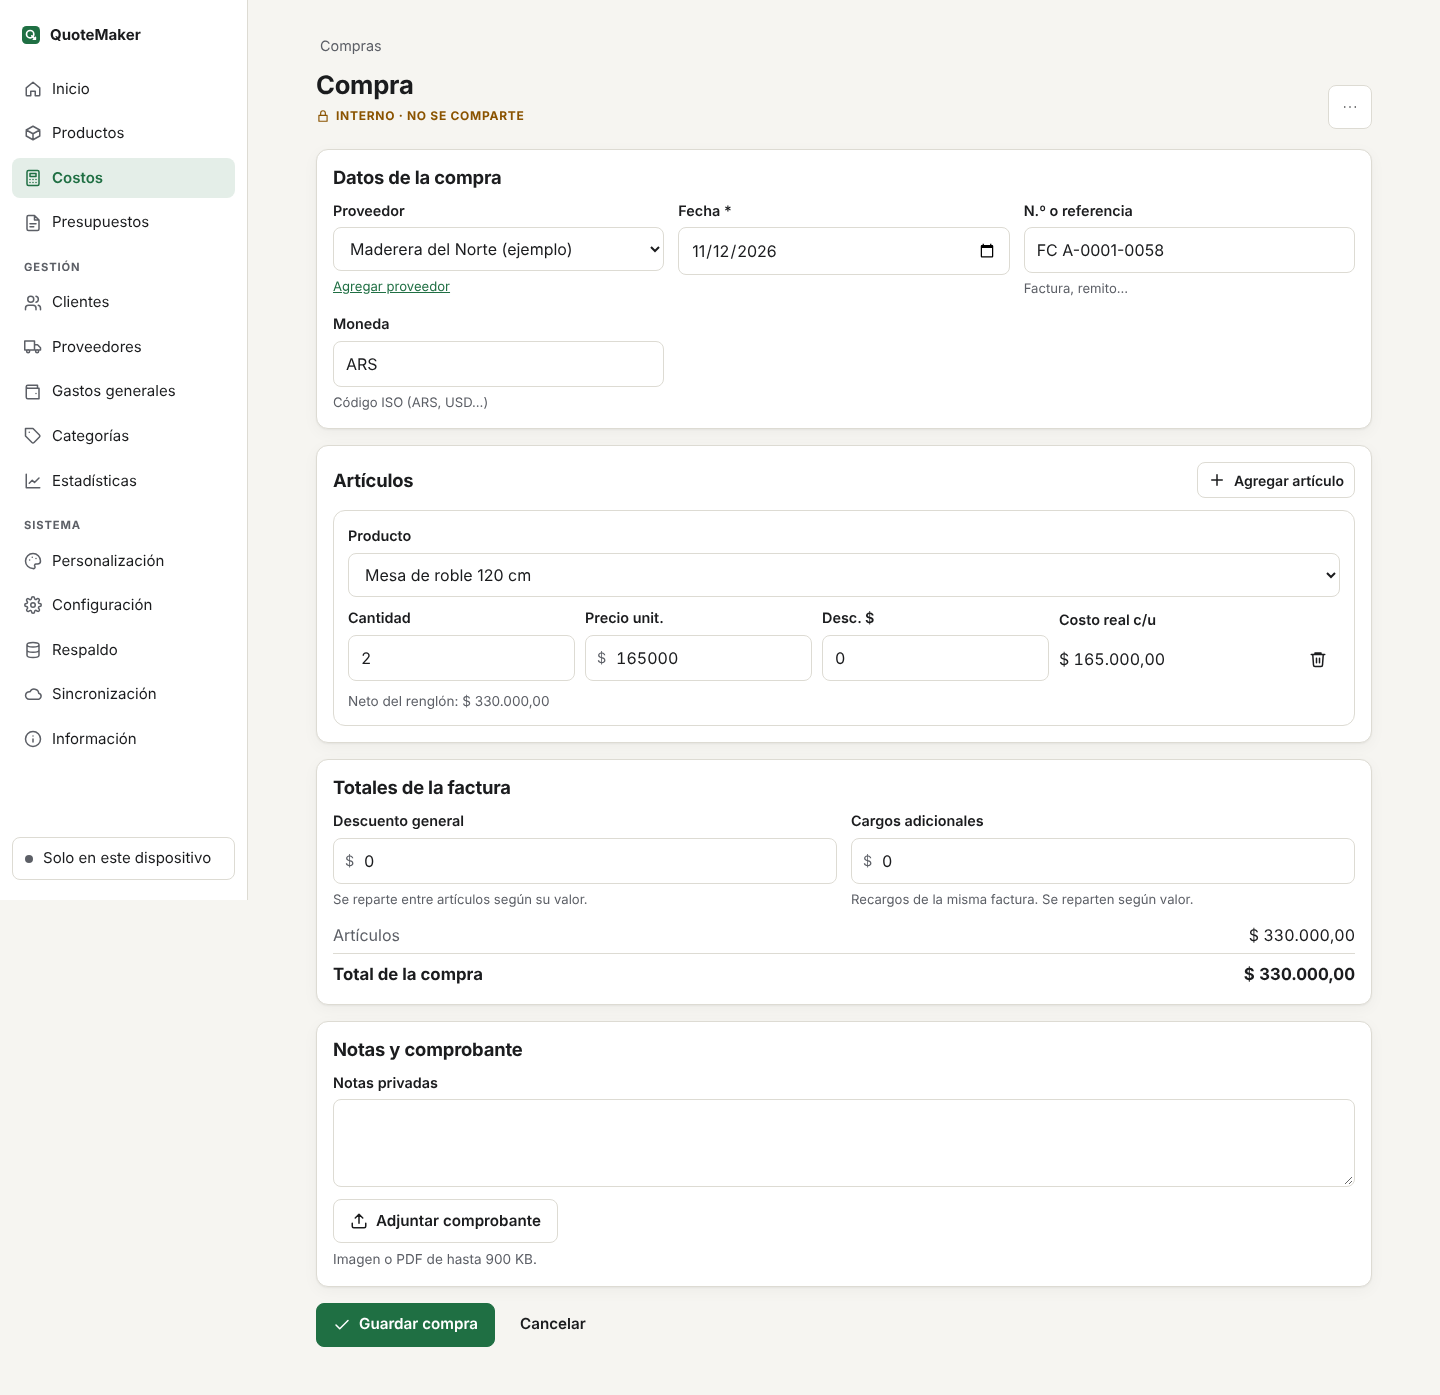 QuoteMaker
Inicio
Productos
Costos
Presupuestos
GESTIÓN
Clientes
Proveedores
Gastos generales
Categorías
Estadísticas
SISTEMA
Personalización
Configuración
Respaldo
Sincronización
Información
Solo en este dispositivo
Compras
Compra
INTERNO · NO SE COMPARTE
Datos de la compra
Proveedor
Maderera del Norte (ejemplo)
Agregar proveedor
Fecha *
11/12/2026
N.º o referencia
FC A-0001-0058
Factura, remito…
Moneda
ARS
Código ISO (ARS, USD…)
Artículos
Agregar artículo
Producto
Mesa de roble 120 cm
Cantidad
2
Precio unit.
$ 165000
Desc. $
0
Costo real c/u
$ 165.000,00
Neto del renglón: $ 330.000,00
Totales de la factura
Descuento general
$ 0
Se reparte entre artículos según su valor.
Cargos adicionales
$ 0
Recargos de la misma factura. Se reparten según valor.
Artículos $ 330.000,00
Total de la compra $ 330.000,00
Notas y comprobante
Notas privadas
Adjuntar comprobante
Imagen o PDF de hasta 900 KB.
Guardar compra
Cancelar